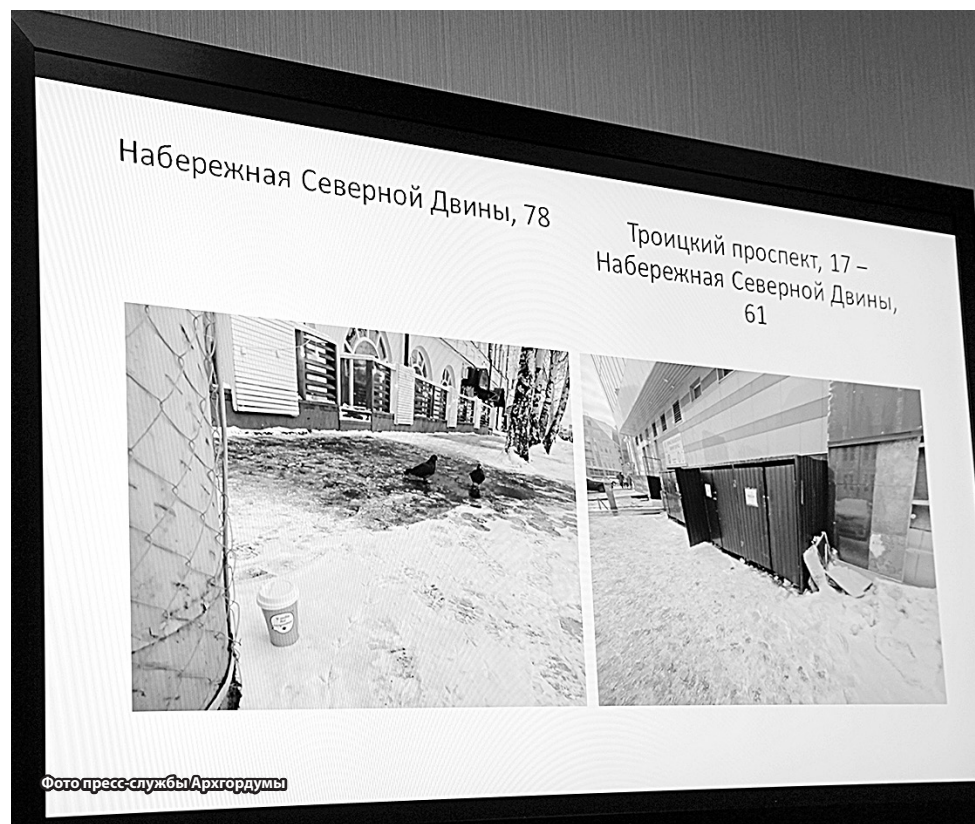 Набережная Северной Двины, 78
Троицкий проспект, 17 –
Набережная Северной Двины,
61
Фото пресс-службы Архгордумы